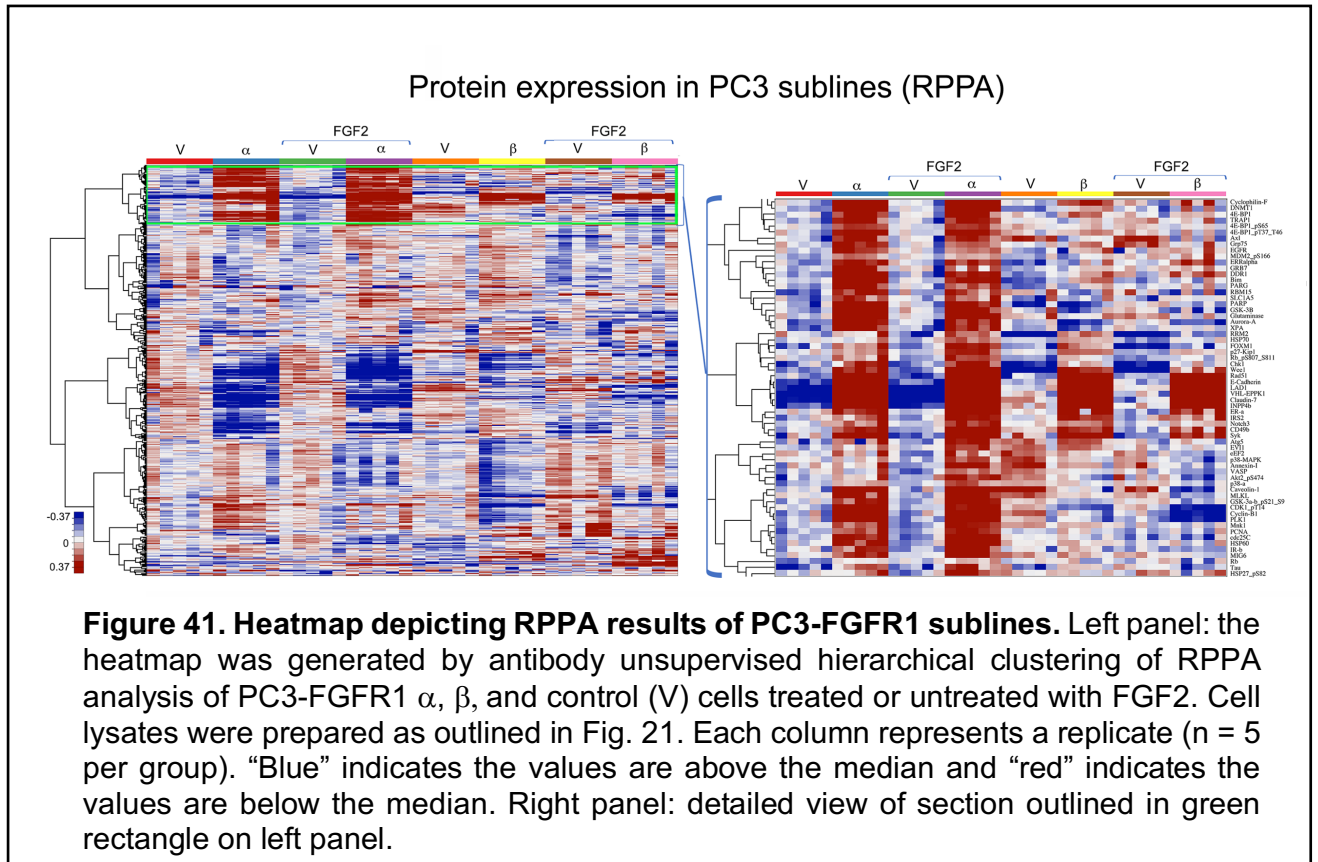 Protein expression in PC3 sublines (RPPA)
FGF2 FGF2
V α V α V β V β
FGF2 FGF2
V α V α V β V β
Cyclophilin-F
DNMT1
4E-BP1
TRAP1
4E-BP1_pS65
4E-BP1_pT37_T46
Axl
Grp75
EGFR
MDM2_pS166
ERRalpha
GRB7
DDR1
Bim
PARG
RBM15
SLC1A5
PARP
GSK-3B
Glutaminase
Aurora-A
XPA
RRM2
HSP70
FOXM1
p27-Kip1
Rb_pS807_S811
Chk1
Wee1
Rad51
E-Cadherin
LAD1
VHL-EPPK1
Claudin-7
INPP4b
ER-a
IRS2
Notch3
CD49b
Syk
Atg5
EVI1
eEF2
p38-MAPK
Annexin-I
VASP
Akt2_pS474
p38-a
Caveolin-1
MLKL
GSK-3a-b_pS21_S9
CDK1_pT14
Cyclin-B1
PLK1
Mnk1
PCNA
cdc25C
HSP60
IR-b
MIG6
Rb
Tau
HSP27_pS82
-0.37
0
0.37
Figure 41. Heatmap depicting RPPA results of PC3-FGFR1 sublines. Left panel: the
heatmap was generated by antibody unsupervised hierarchical clustering of RPPA
analysis of PC3-FGFR1 α, β, and control (V) cells treated or untreated with FGF2. Cell
lysates were prepared as outlined in Fig. 21. Each column represents a replicate (n = 5
per group). “Blue” indicates the values are above the median and “red” indicates the
values are below the median. Right panel: detailed view of section outlined in green
rectangle on left panel.